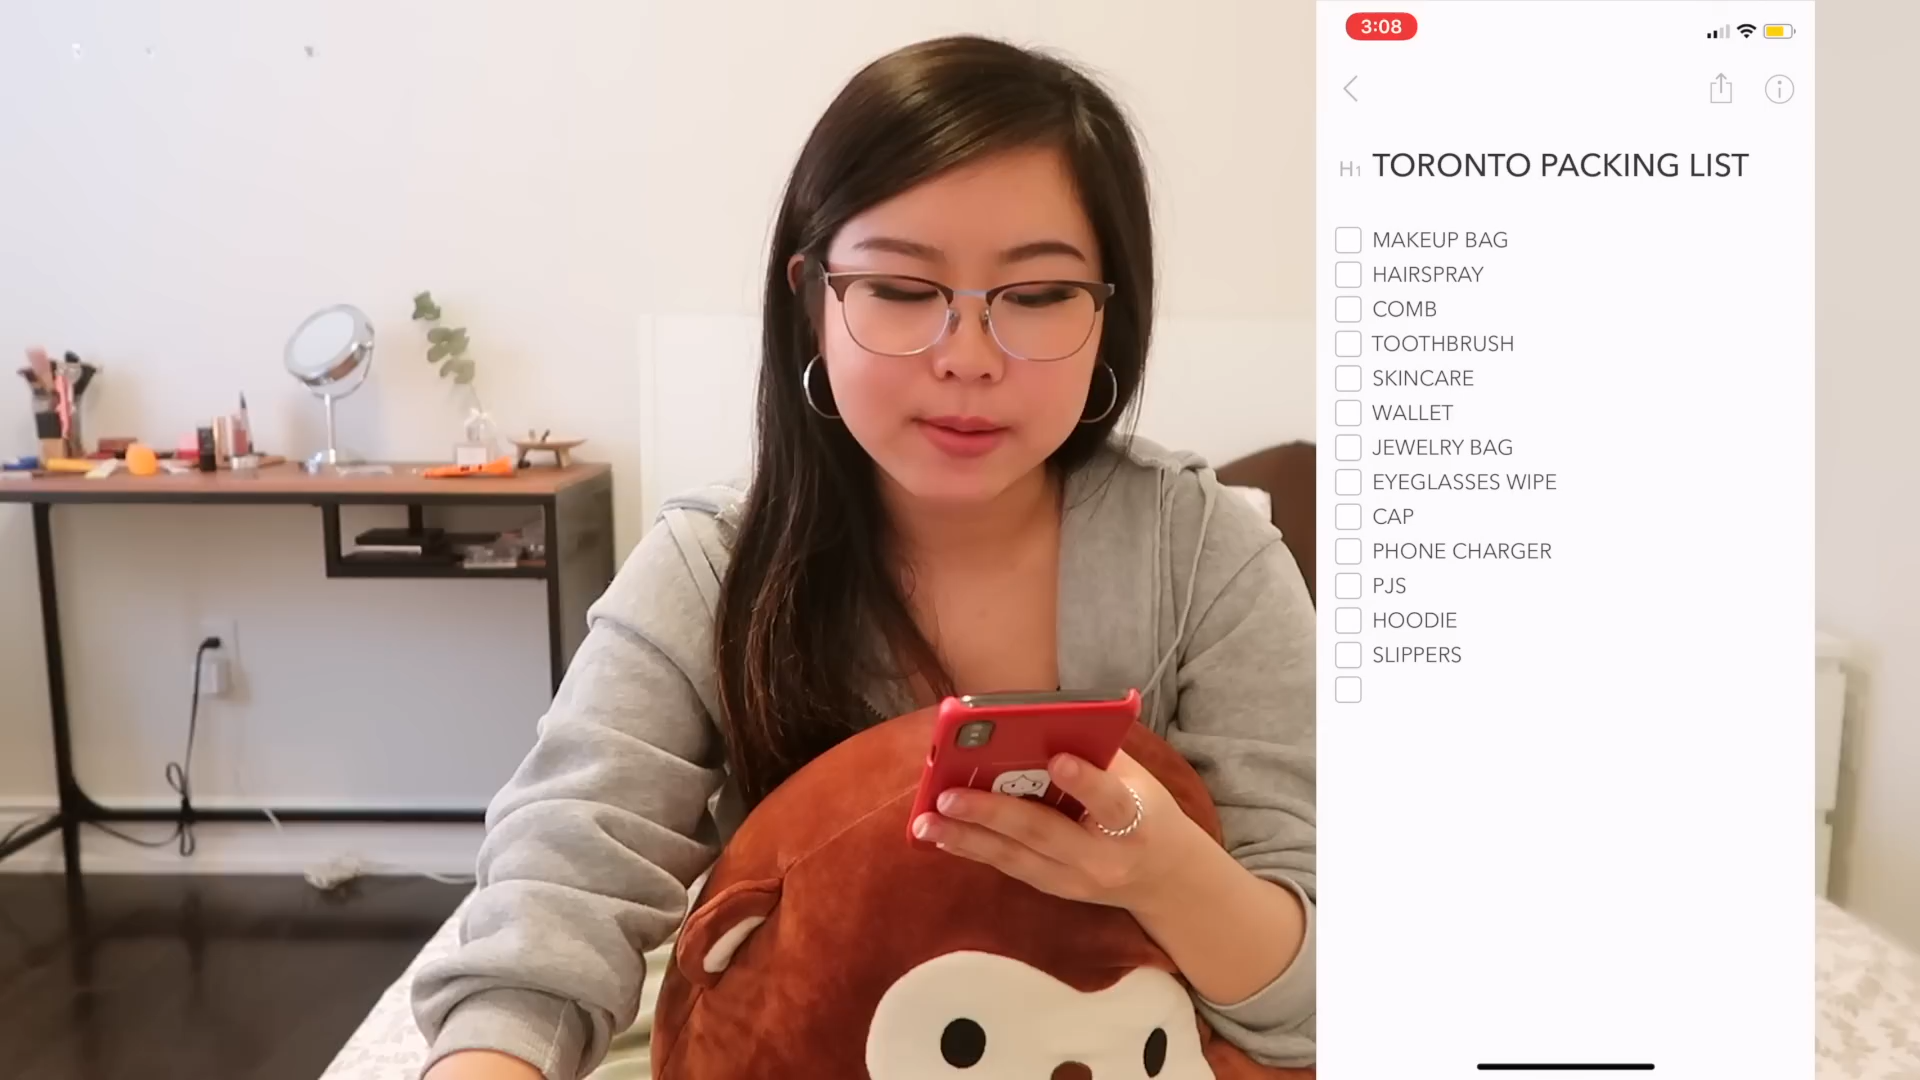 3:08
H1 TORONTO PACKING LIST
MAKEUP BAG
HAIRSPRAY
COMB
TOOTHBRUSH
SKINCARE
WALLET
JEWELRY BAG
EYEGLASSES WIPE
CAP
PHONE CHARGER
PJS
HOODIE
SLIPPERS